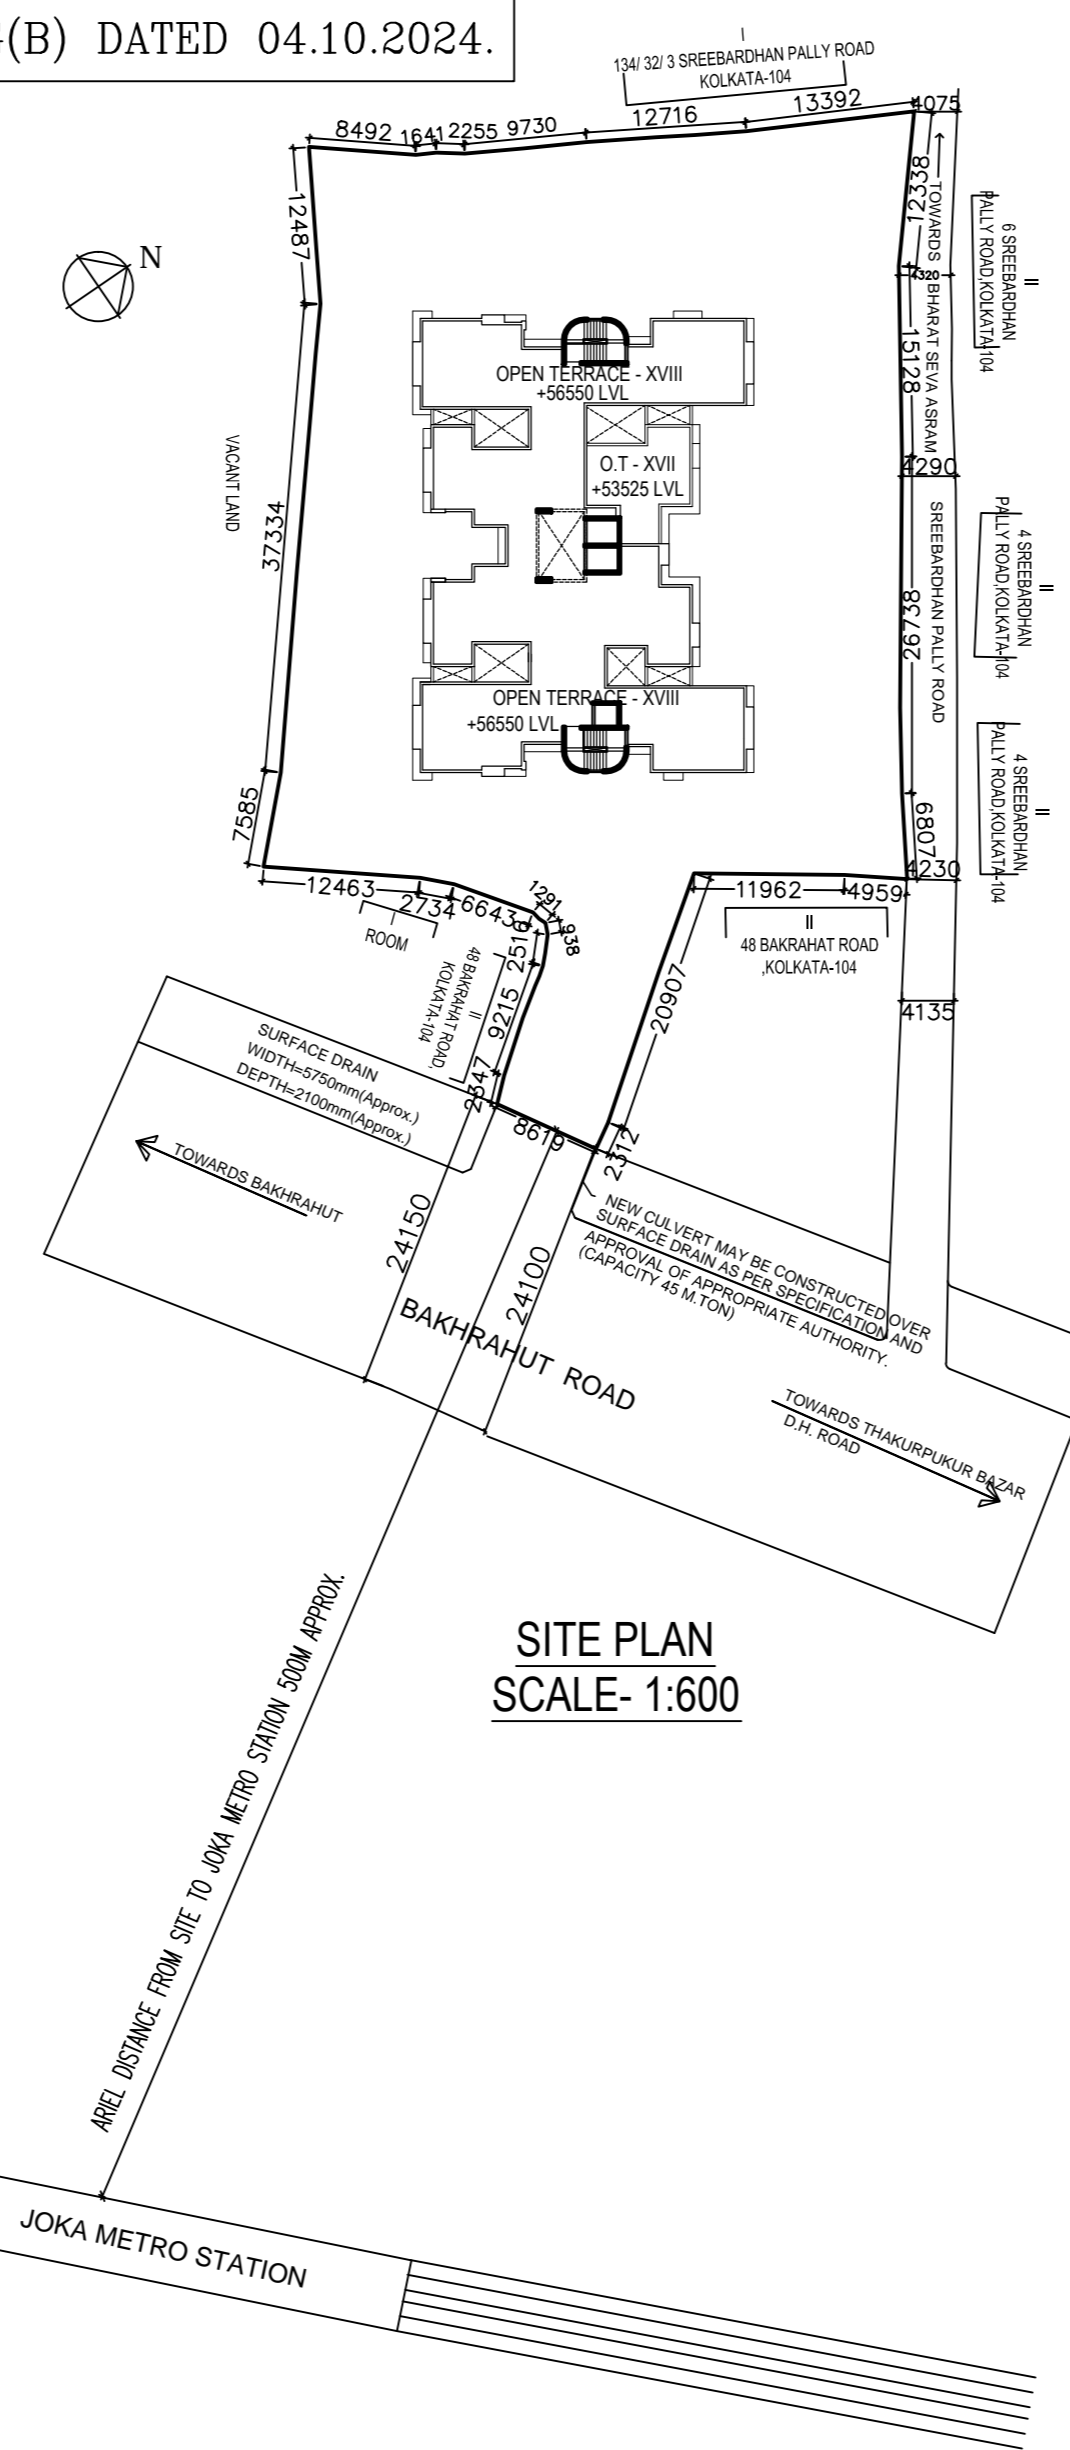 (B) DATED 04.10.2024.
I
134/ 32/ 3 SREEBARDHAN PALLY ROAD
KOLKATA-104
8492
1641
2255
9730
12716
13392
4075
N
12487
12338
TOWARDS BHARAT SEVA ASRAM
4320
II
6 SREEBARDHAN
PALLY ROAD,KOLKATA-104
15128
OPEN TERRACE - XVIII
+56550 LVL
VACANT LAND
37334
O.T - XVII
+53525 LVL
4290
SREEBARDHAN PALLY ROAD
II
4 SREEBARDHAN
PALLY ROAD,KOLKATA-104
26738
OPEN TERRACE - XVIII
+56550 LVL
II
4 SREEBARDHAN
PALLY ROAD,KOLKATA-104
7585
6807
4230
12463
2734
6643
1291
938
2516
I
ROOM
11962
4959
II
48 BAKRAHAT ROAD
,KOLKATA-104
48 BAKRAHAT ROAD,
KOLKATA-104
II
9215
2347
20907
4135
SURFACE DRAIN
WIDTH=5750mm(Approx.)
DEPTH=2100mm(Approx.)
8619
2312
TOWARDS BAKHRAHUT
24150
24100
NEW CULVERT MAY BE CONSTRUCTED OVER
SURFACE DRAIN AS PER SPECIFICATION AND
APPROVAL OF APPROPRIATE AUTHORITY.
(CAPACITY 45 M.TON)
BAKHRAHUT ROAD
TOWARDS THAKURPUKUR BAZAR
D.H. ROAD
SITE PLAN
SCALE- 1:600
ARIEL DISTANCE FROM SITE TO JOKA METRO STATION 500M APPROX.
JOKA METRO STATION